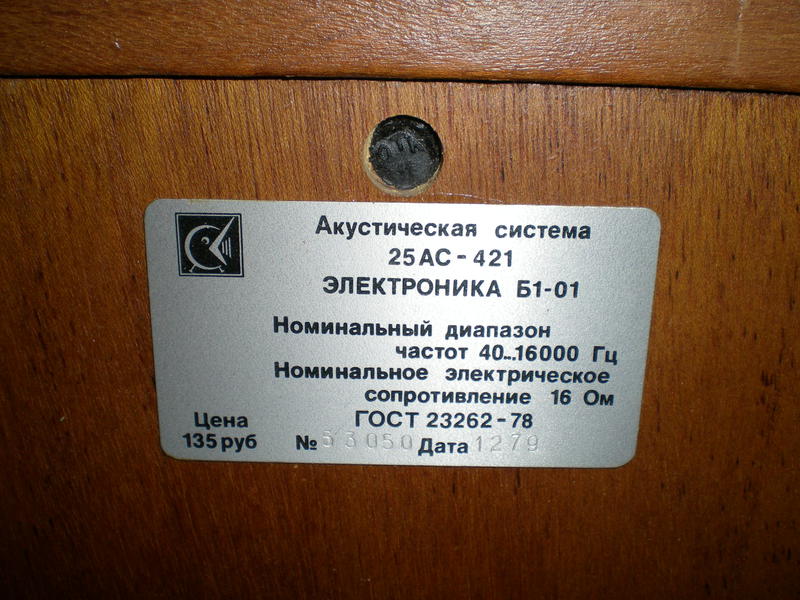 Акустическая система
25АС-421
ЭЛЕКТРОНИКА Б1-01
Номинальный диапазон
частот 40...16000 Гц
Номинальное электрическое
сопротивление 16 Ом
ГОСТ 23262-78
Цена
135 руб
№ 53050 Дата 1279